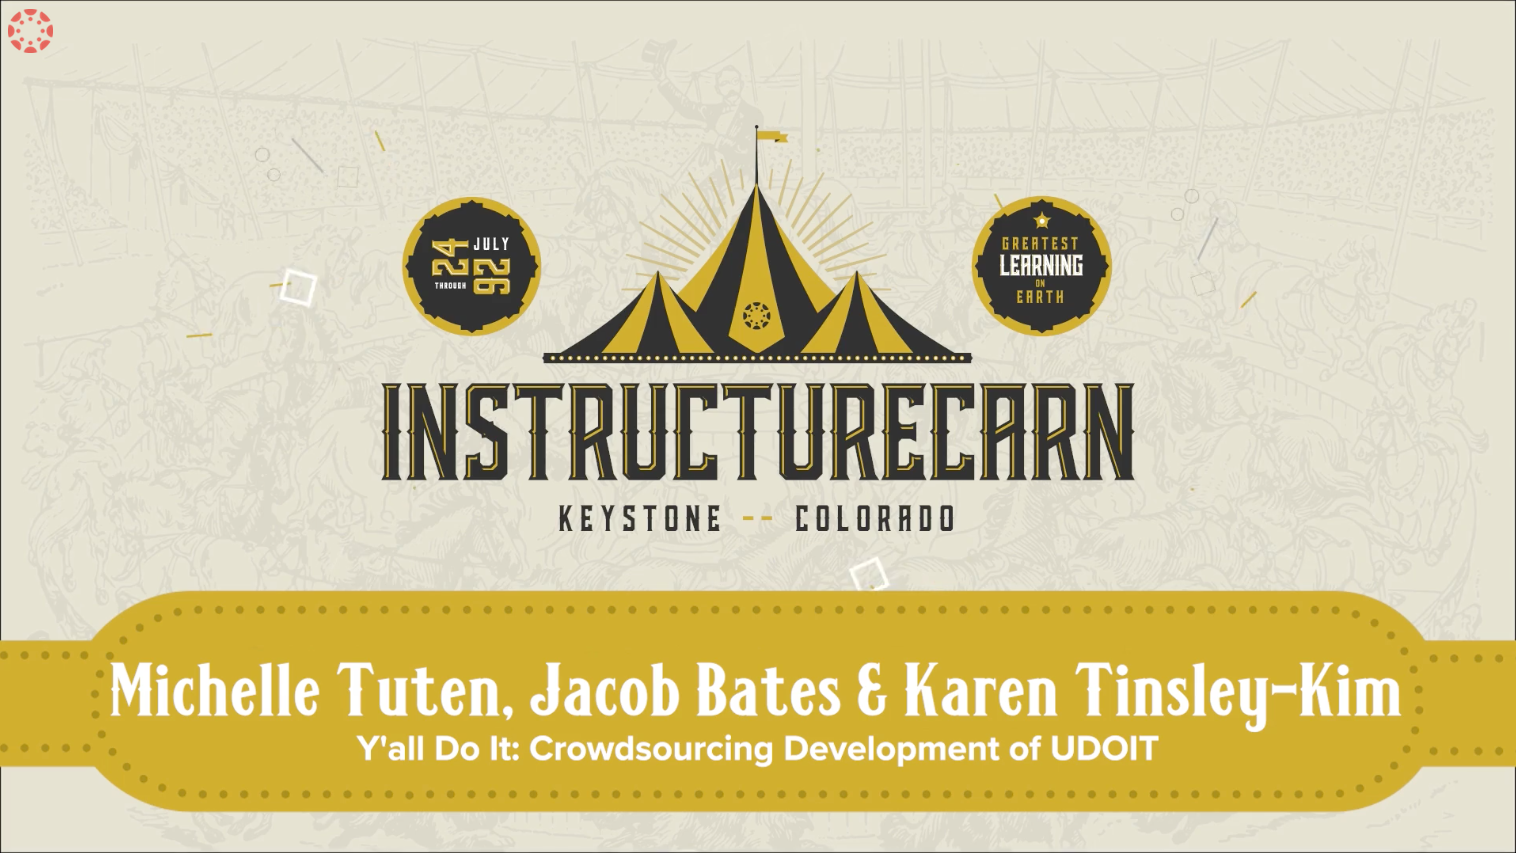 24
THROUGH
JULY
26
GREATEST
LEARNING
ON
EARTH
INSTRUCTURECARN
KEYSTONE -- COLORADO
Michelle Tuten, Jacob Bates & Karen Tinsley-Kim
Y'all Do It: Crowdsourcing Development of UDOIT